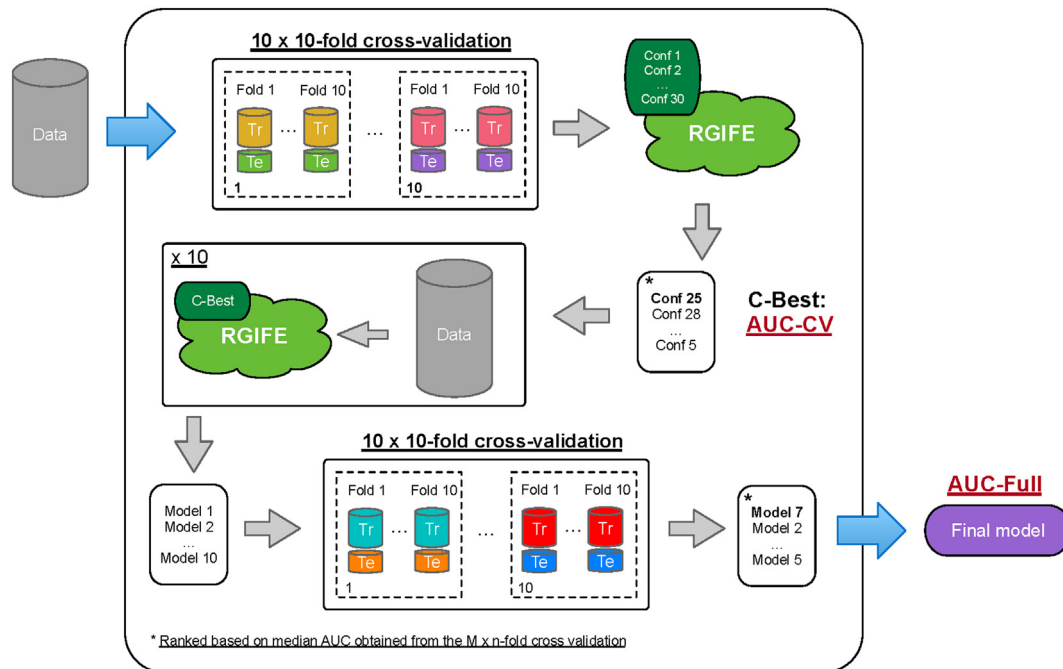 10 x 10-fold cross-validation
Data
Fold 1 Fold 10 Fold 1 Fold 10
Tr ... Tr ... Tr ... Tr
Te Te Te Te
1 10
Conf 1
Conf 2
...
Conf 30
RGIFE
x 10
C-Best
RGIFE
Data
*
Conf 25
Conf 28
...
Conf 5
C-Best:
AUC-CV
10 x 10-fold cross-validation
Model 1
Model 2
...
Model 10
Fold 1 Fold 10 Fold 1 Fold 10
Tr ... Tr ... Tr ... Tr
Te Te Te Te
1 10
*
Model 7
Model 2
...
Model 5
AUC-Full
Final model
* Ranked based on median AUC obtained from the M x n-fold cross validation